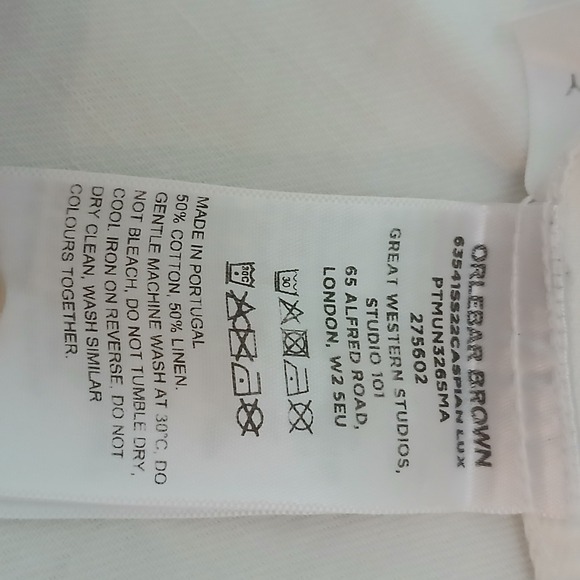 ORLEBAR BROWN
63541SS22CASPIAN LUX
PTMUN3265MA
275602
GREAT WESTERN STUDIOS,
STUDIO 101
65 ALFRED ROAD,
LONDON, W2 5EU
30
30°C
MADE IN PORTUGAL
50% COTTON, 50% LINEN.
GENTLE MACHINE WASH AT 30°C, DO
NOT BLEACH, DO NOT TUMBLE DRY,
COOL IRON ON REVERSE, DO NOT
DRY CLEAN, WASH SIMILAR
COLOURS TOGETHER.